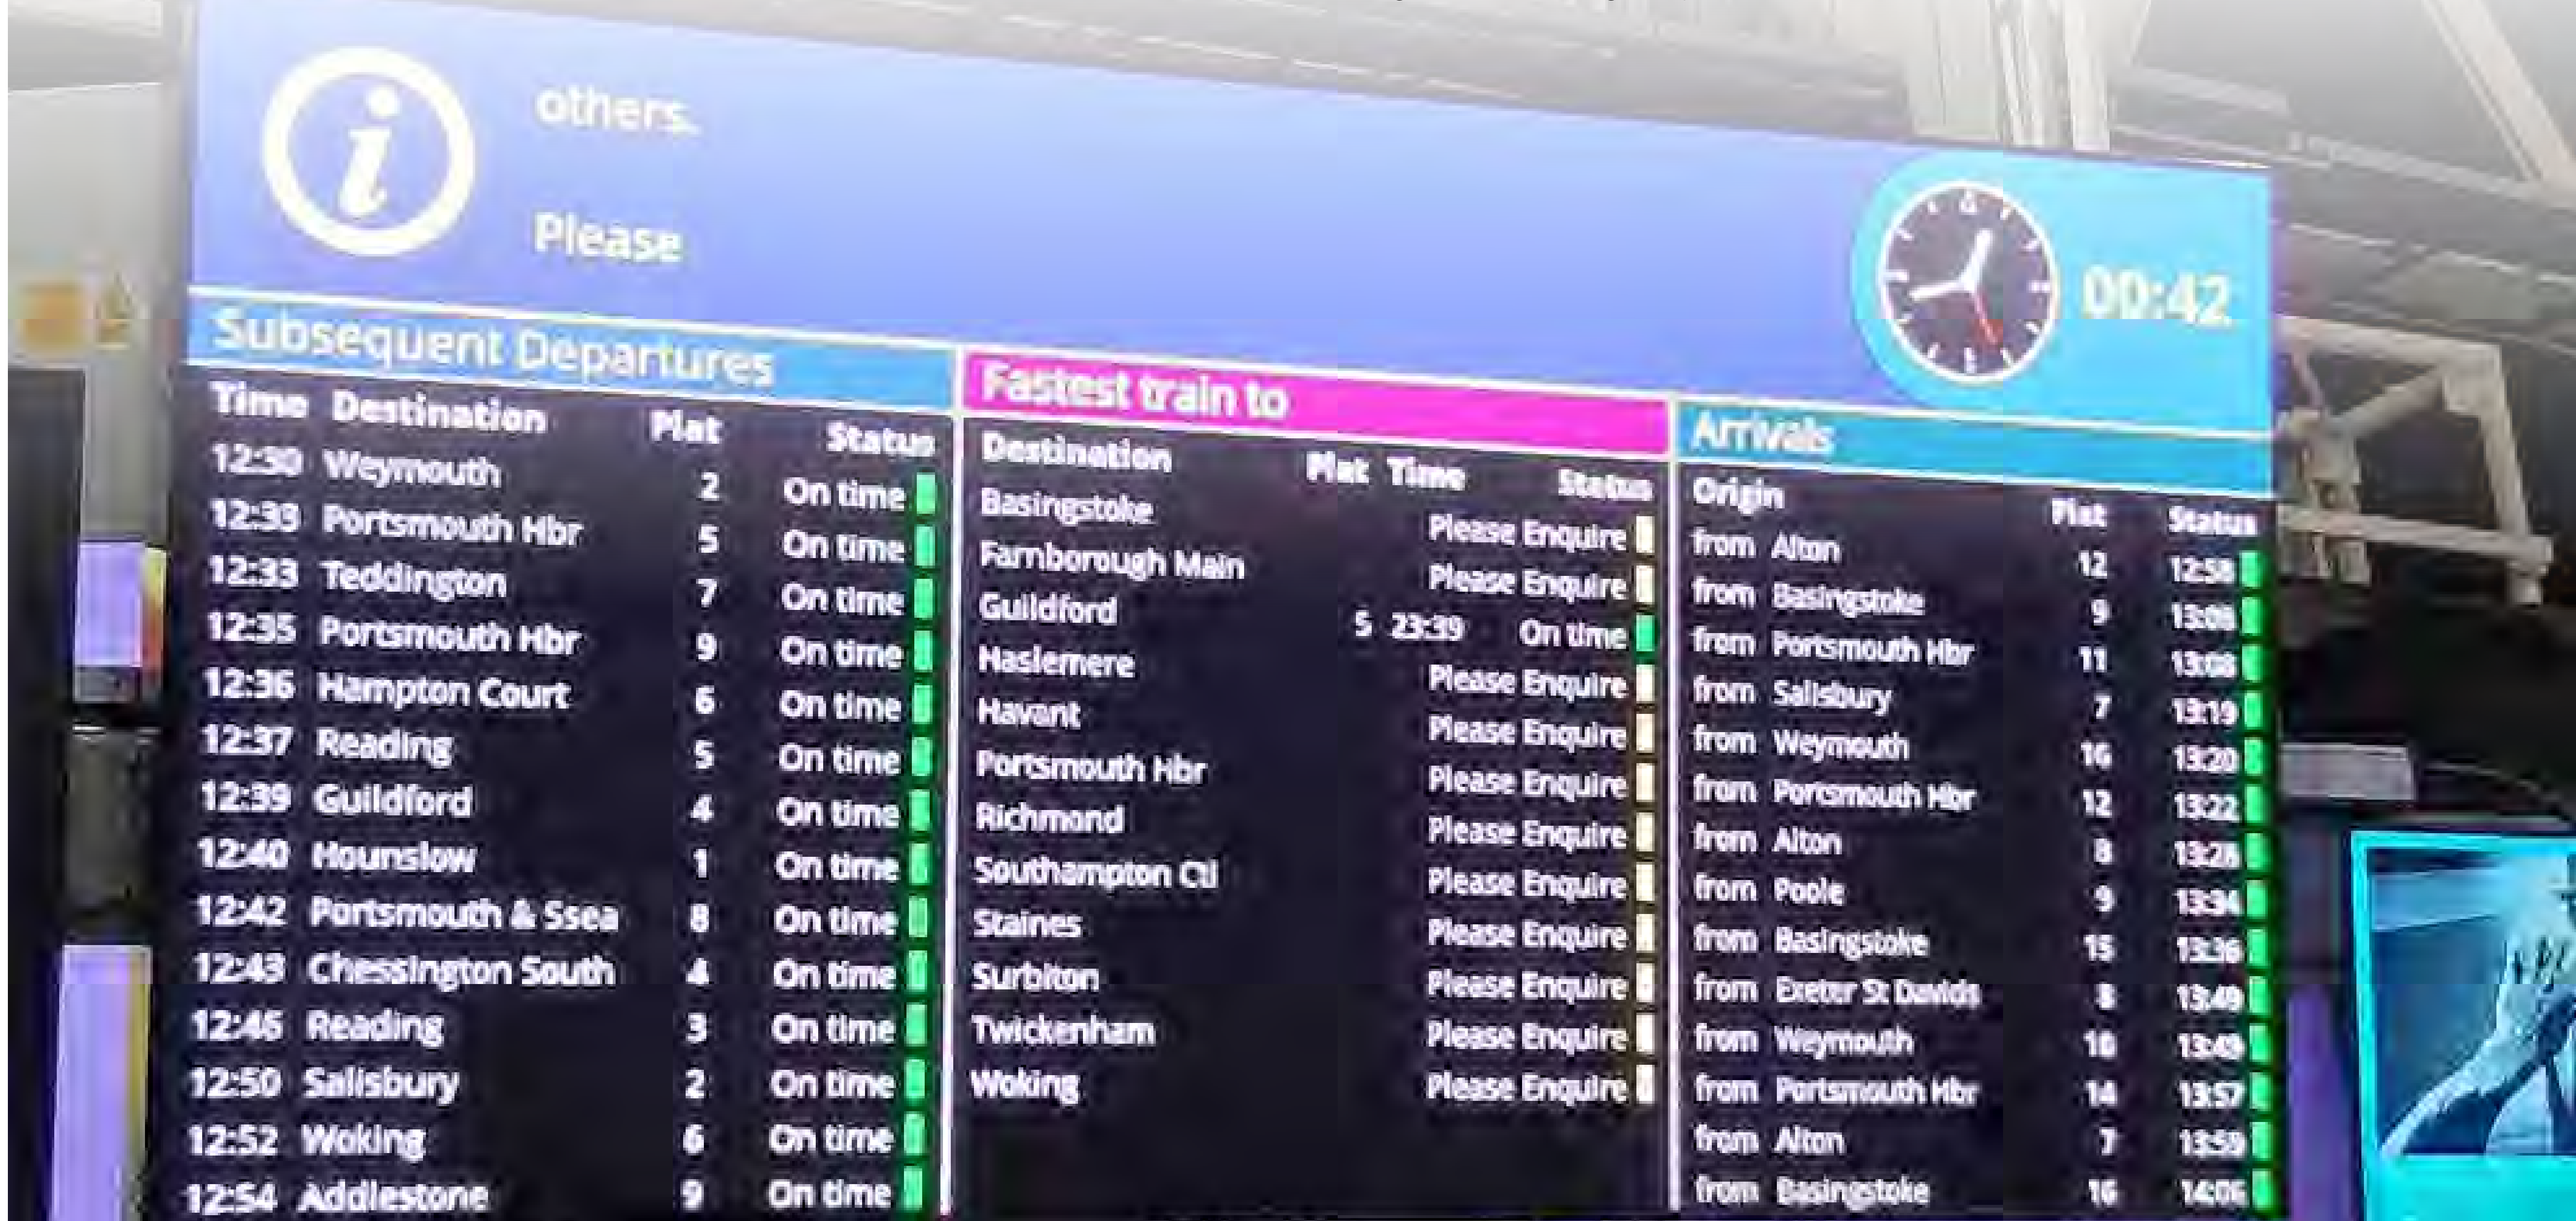 others.
Please
00:42
Subsequent Departures
Time Destination Plat Status
12:30 Weymouth 2 On time
12:33 Portsmouth Hbr 5 On time
12:33 Teddington 7 On time
12:35 Portsmouth Hbr 9 On time
12:36 Hampton Court 6 On time
12:37 Reading 5 On time
12:39 Guildford 4 On time
12:40 Hounslow 1 On time
12:42 Portsmouth & Ssea 8 On time
12:43 Chessington South 4 On time
12:46 Reading 3 On time
12:50 Salisbury 2 On time
12:52 Woking 6 On time
12:54 Addlestone 9 On time
Fastest train to
Destination Plat Time Status
Basingstoke Please Enquire
Farnborough Main Please Enquire
Guildford 5 23:39 On time
Haslemere Please Enquire
Havant Please Enquire
Portsmouth Hbr Please Enquire
Richmond Please Enquire
Southampton Ctl Please Enquire
Staines Please Enquire
Surbiton Please Enquire
Twickenham Please Enquire
Woking Please Enquire
Arrivals
Origin Plat Status
from Alton 12 12:58
from Basingstoke 9
from Portsmouth Hbr 11 13:08
from Salisbury 7 13:19
from Weymouth 16 13:20
from Portsmouth Hbr 12 13:22
from Alton 8 13:28
from Poole 9 13:34
from Basingstoke 15 13:36
from Exeter St Davids 8 13:49
from Weymouth 13:49
from Portsmouth Hbr 14 13:57
from Alton 7 13:59
from Basingstoke 16 14:06